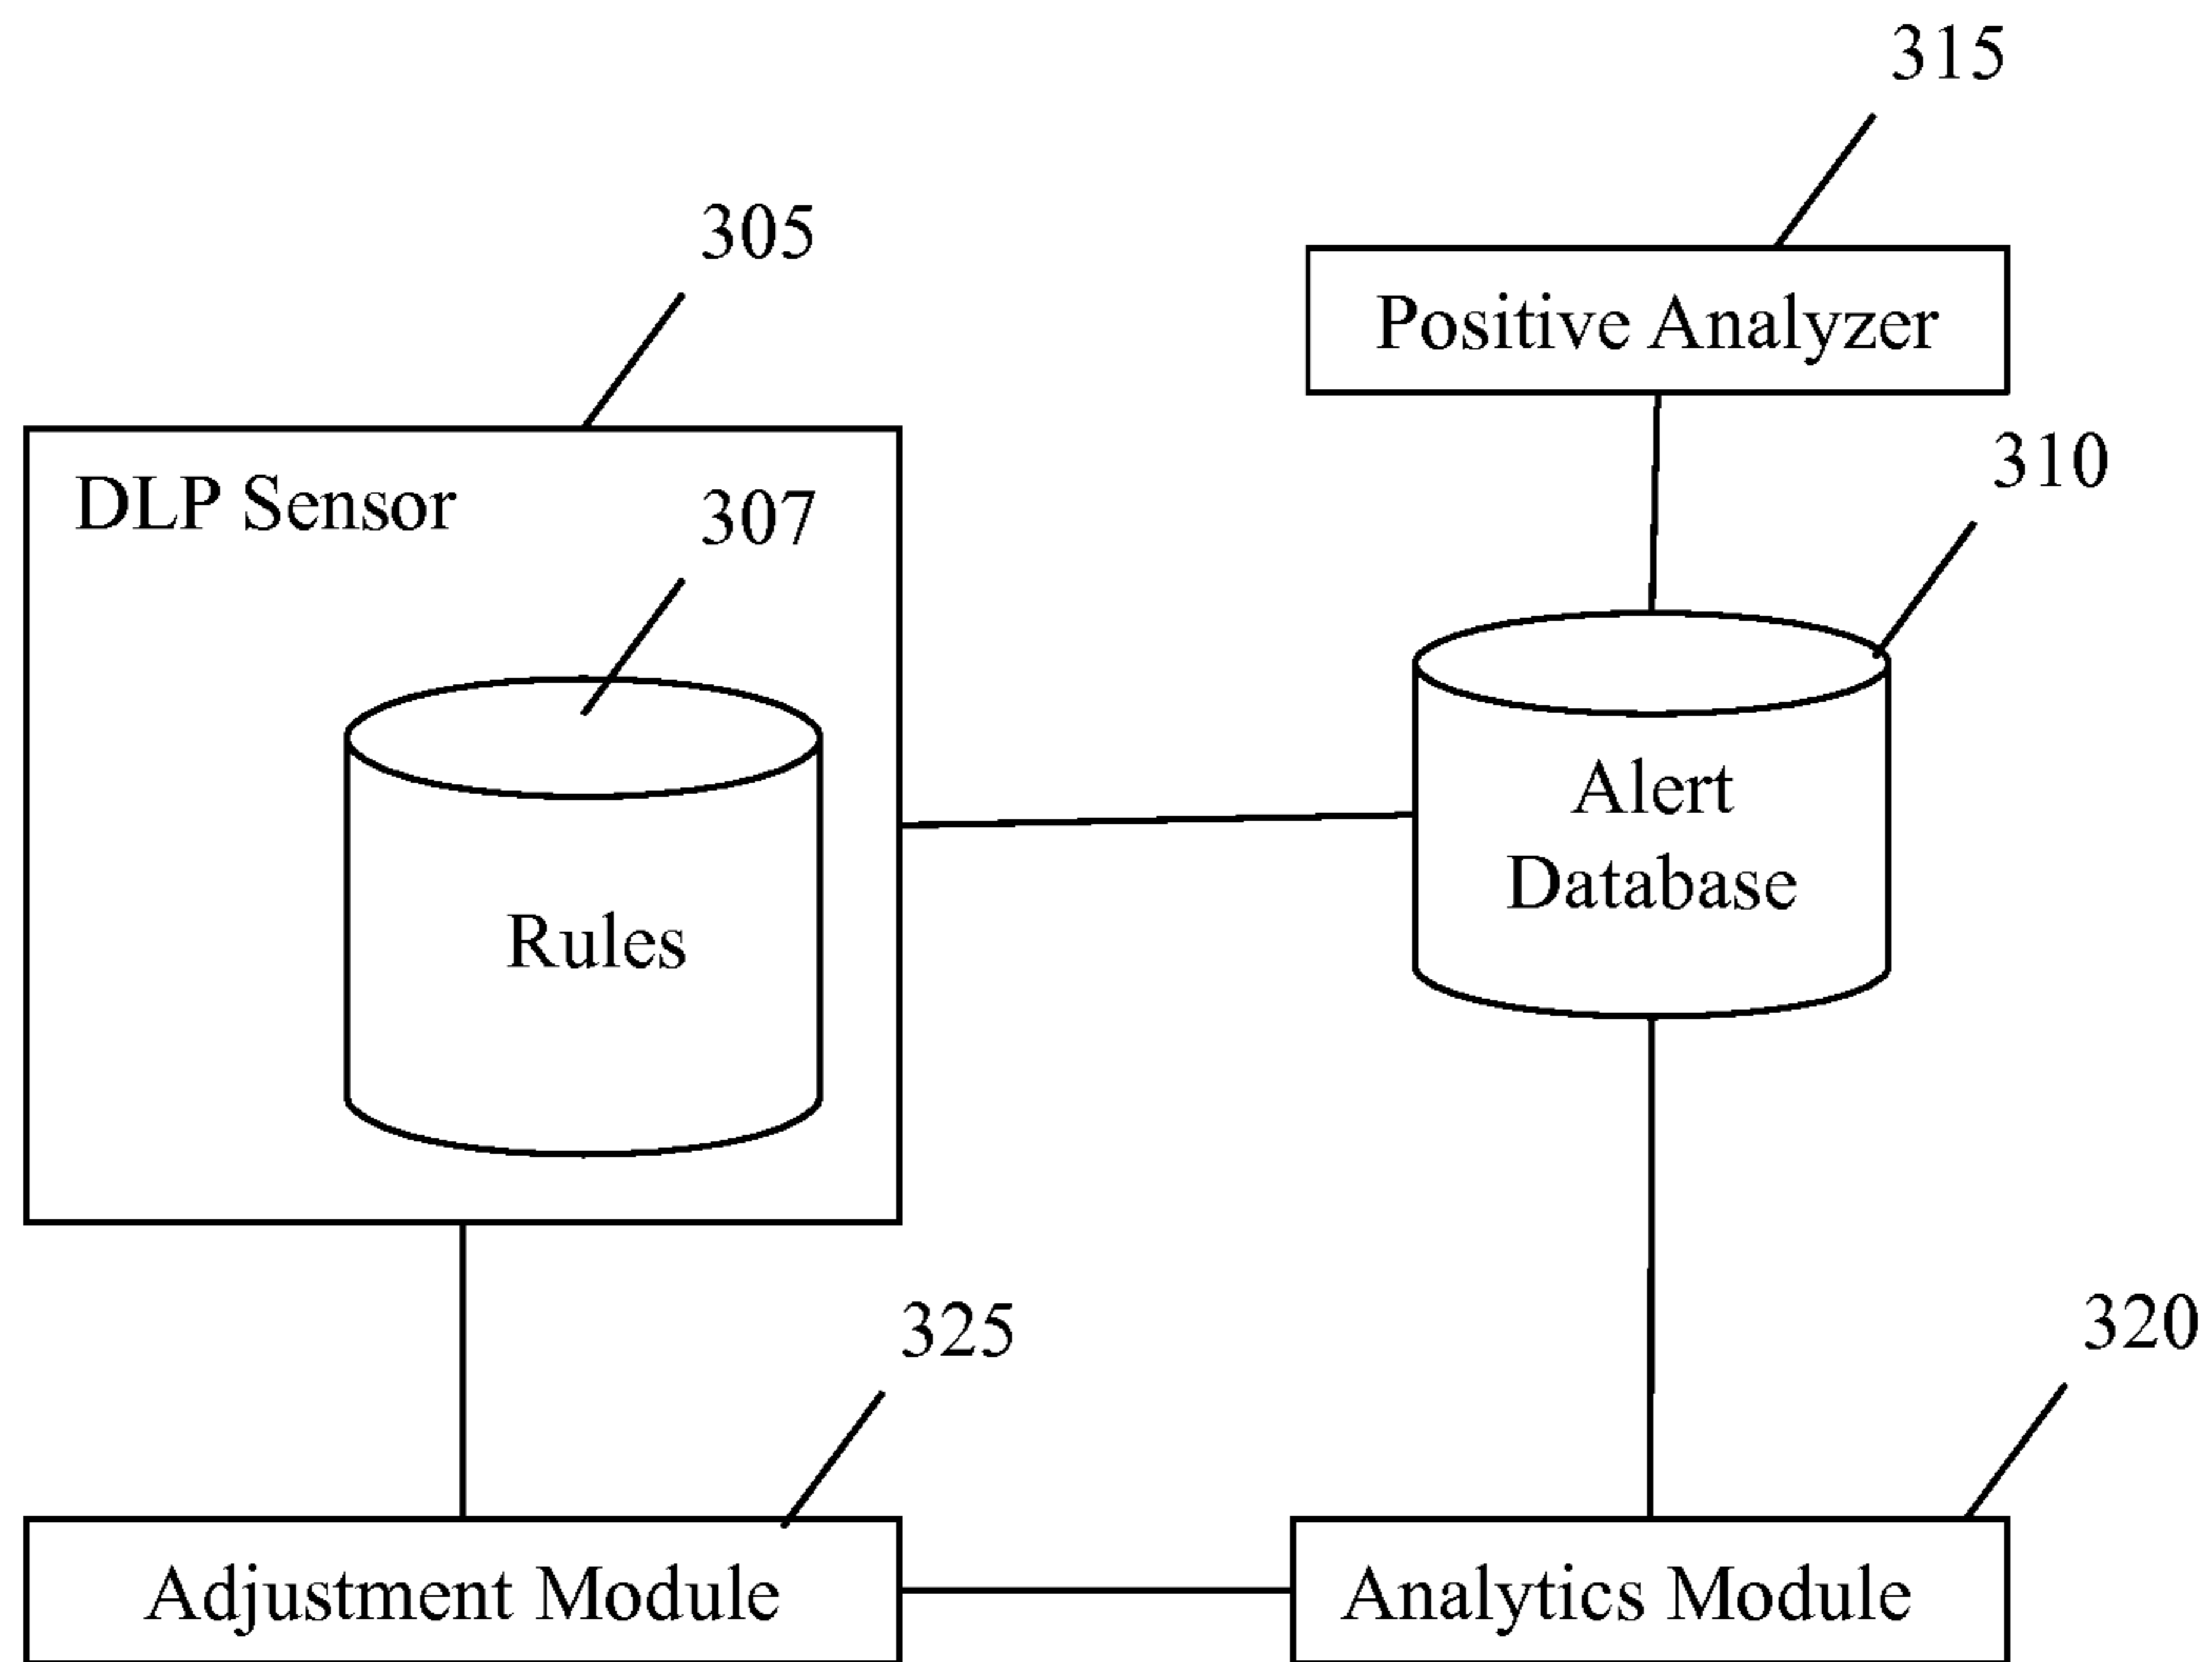 315
305
Positive Analyzer
310
DLP Sensor
307
Alert
Database
Rules
325
320
Adjustment Module
Analytics Module